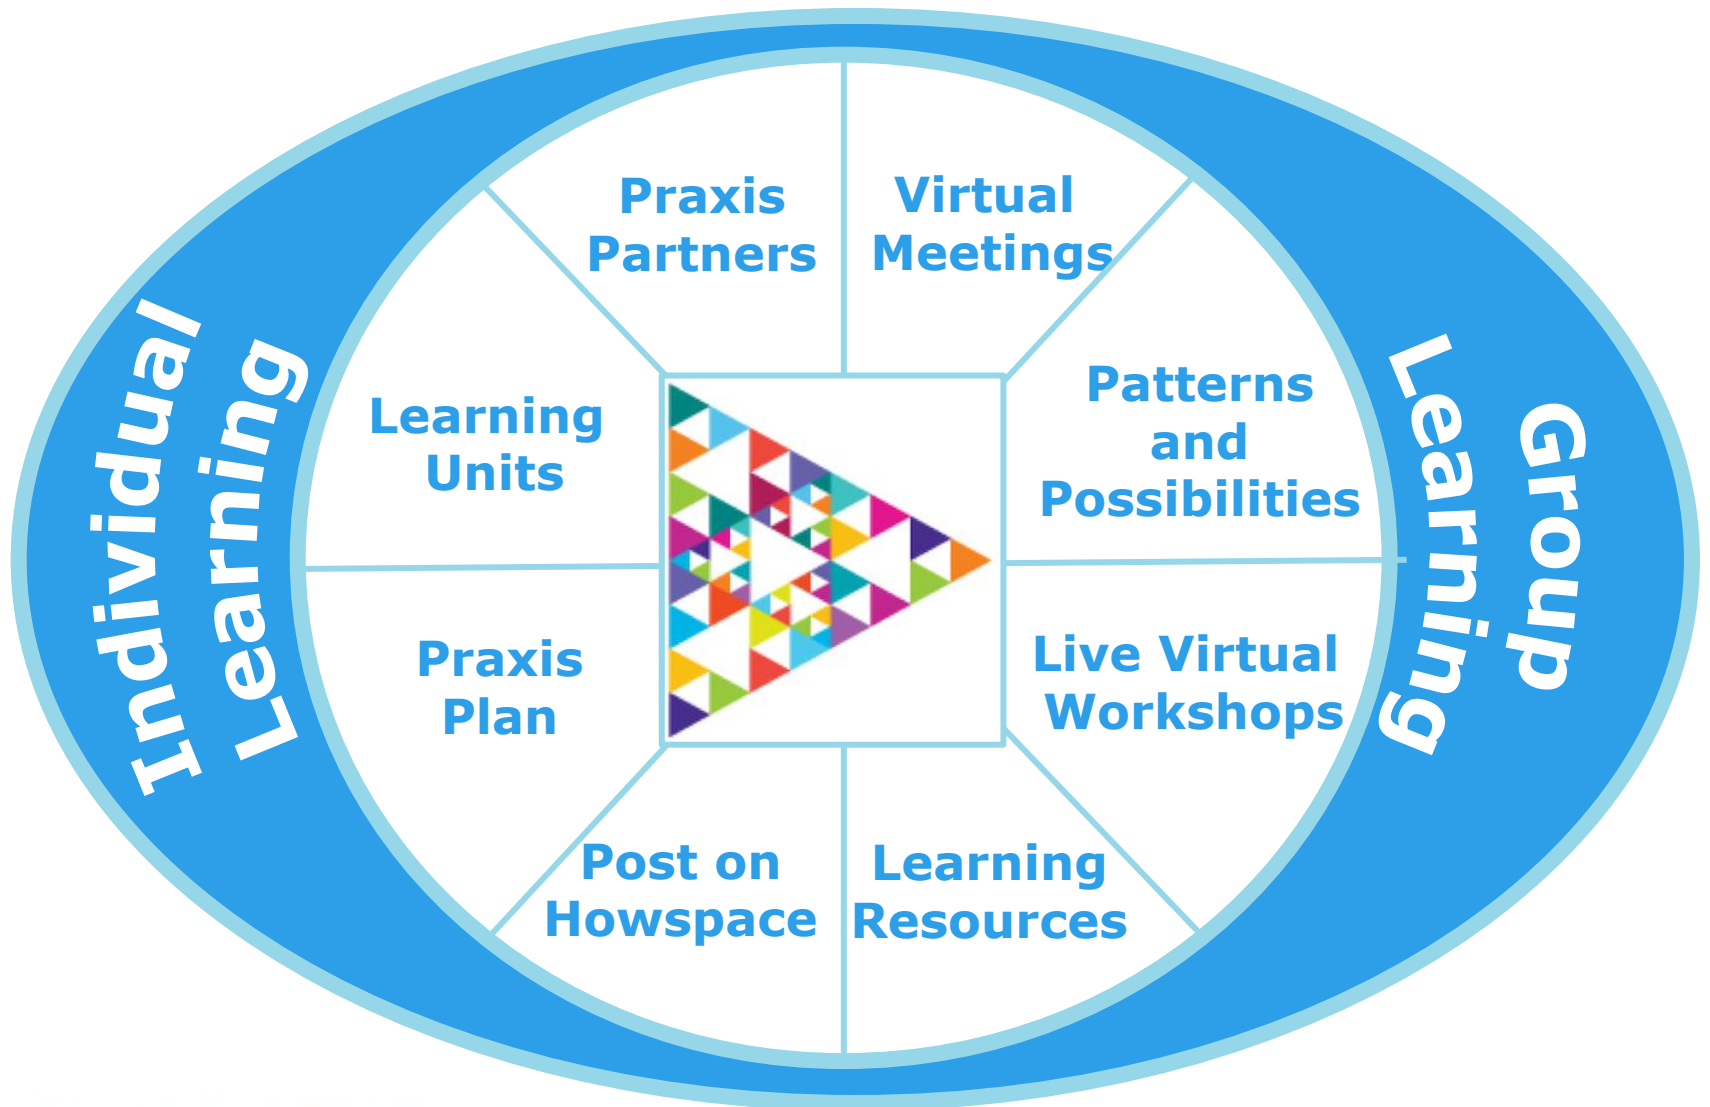 Individual
Learning
Praxis
Partners
Virtual
Meetings
Learning
Units
Patterns
and
Possibilities
Praxis
Plan
Live Virtual
Workshops
Post on
Howspace
Learning
Resources
Group
Learning